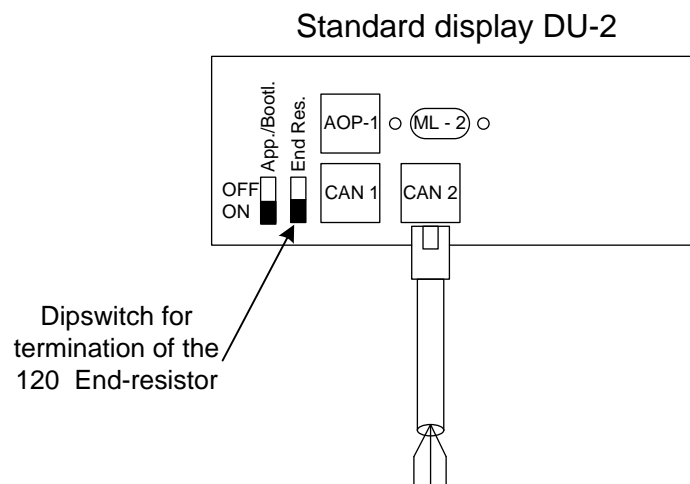 Standard display DU-2
App./Bootl.
End Res.
AOP-1
ML - 2
OFF
ON
CAN 1
CAN 2
Dipswitch for
termination of the
120  End-resistor